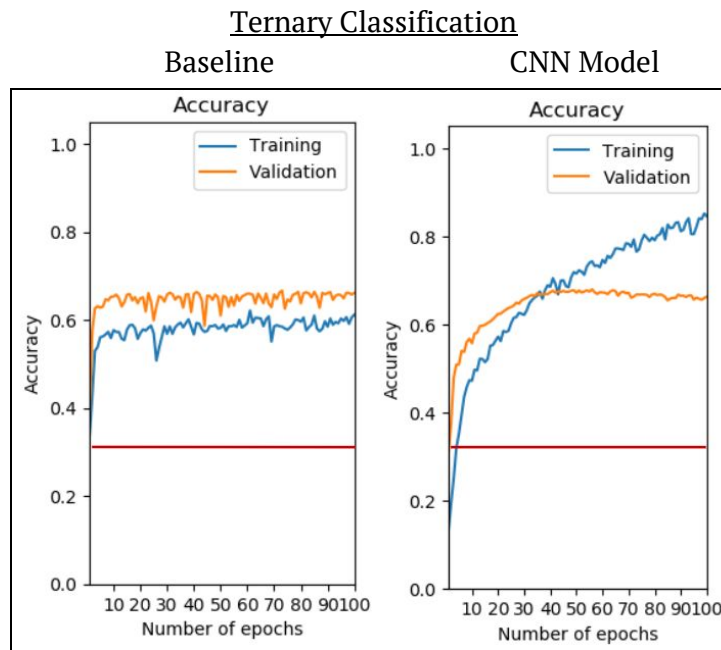 Ternary Classification
Baseline CNN Model
Accuracy
Training
Validation
1.0
0.8
0.6
0.4
0.2
0.0
Accuracy
10 20 30 40 50 60 70 80 90100
Number of epochs
Accuracy
Training
Validation
1.0
0.8
0.6
0.4
0.2
0.0
Accuracy
10 20 30 40 50 60 70 80 90100
Number of epochs